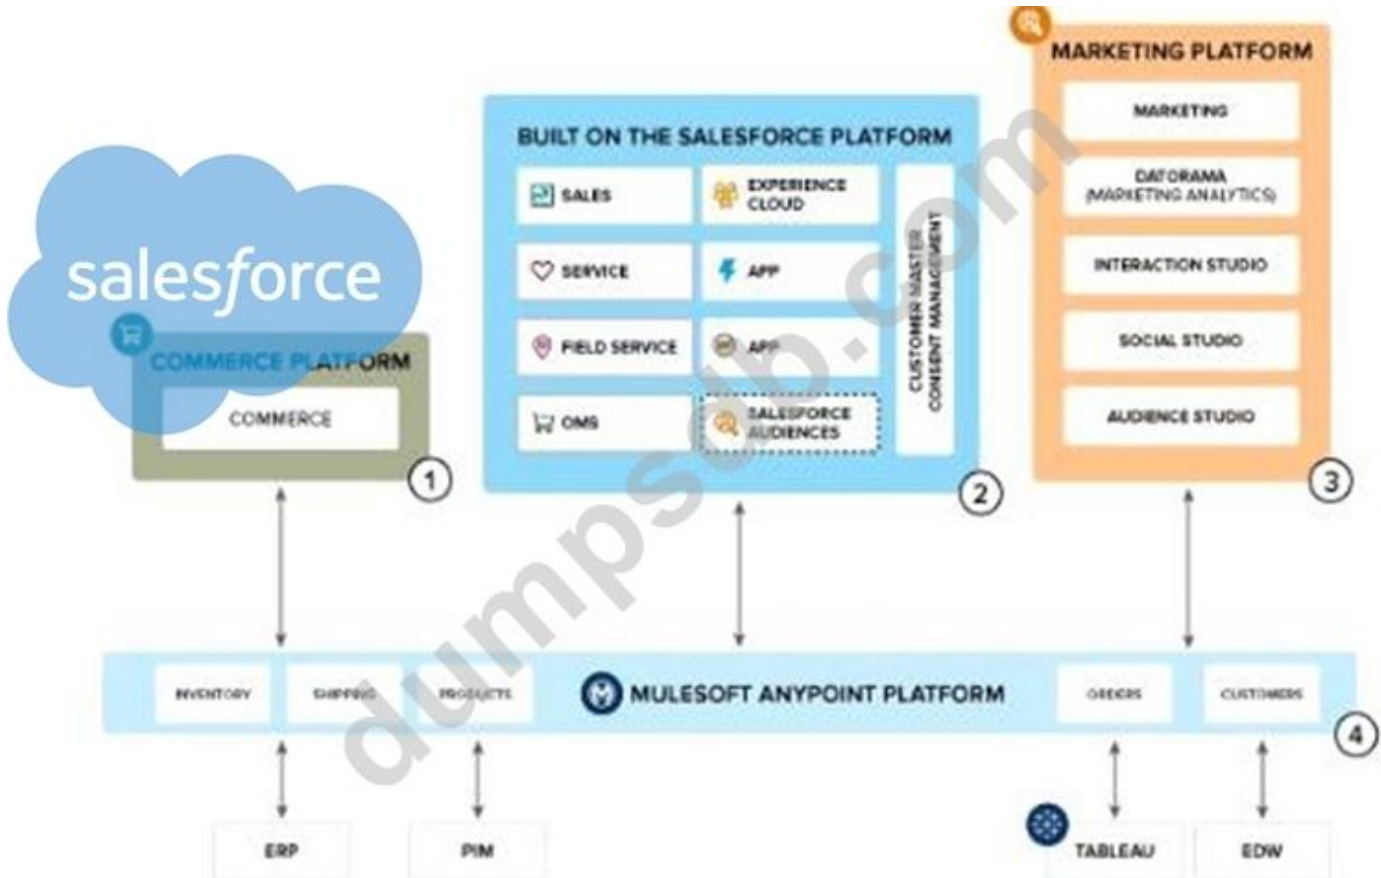 salesforce
COMMERCE PLATFORM
COMMERCE
1
BUILT ON THE SALESFORCE PLATFORM
SALES
EXPERIENCE
CLOUD
SERVICE
APP
FIELD SERVICE
APP
OMS
SALESFORCE
AUDIENCES
CUSTOMER MASTER
CONSENT MANAGEMENT
2
MARKETING PLATFORM
MARKETING
DATORAMA
(MARKETING ANALYTICS)
INTERACTION STUDIO
SOCIAL STUDIO
AUDIENCE STUDIO
3
INVENTORY
SHIPPING
PRODUCTS
MULESOFT ANYPOINT PLATFORM
ORDERS
CUSTOMERS
4
ERP
PIM
TABLEAU
EDW
dumpsdb.com